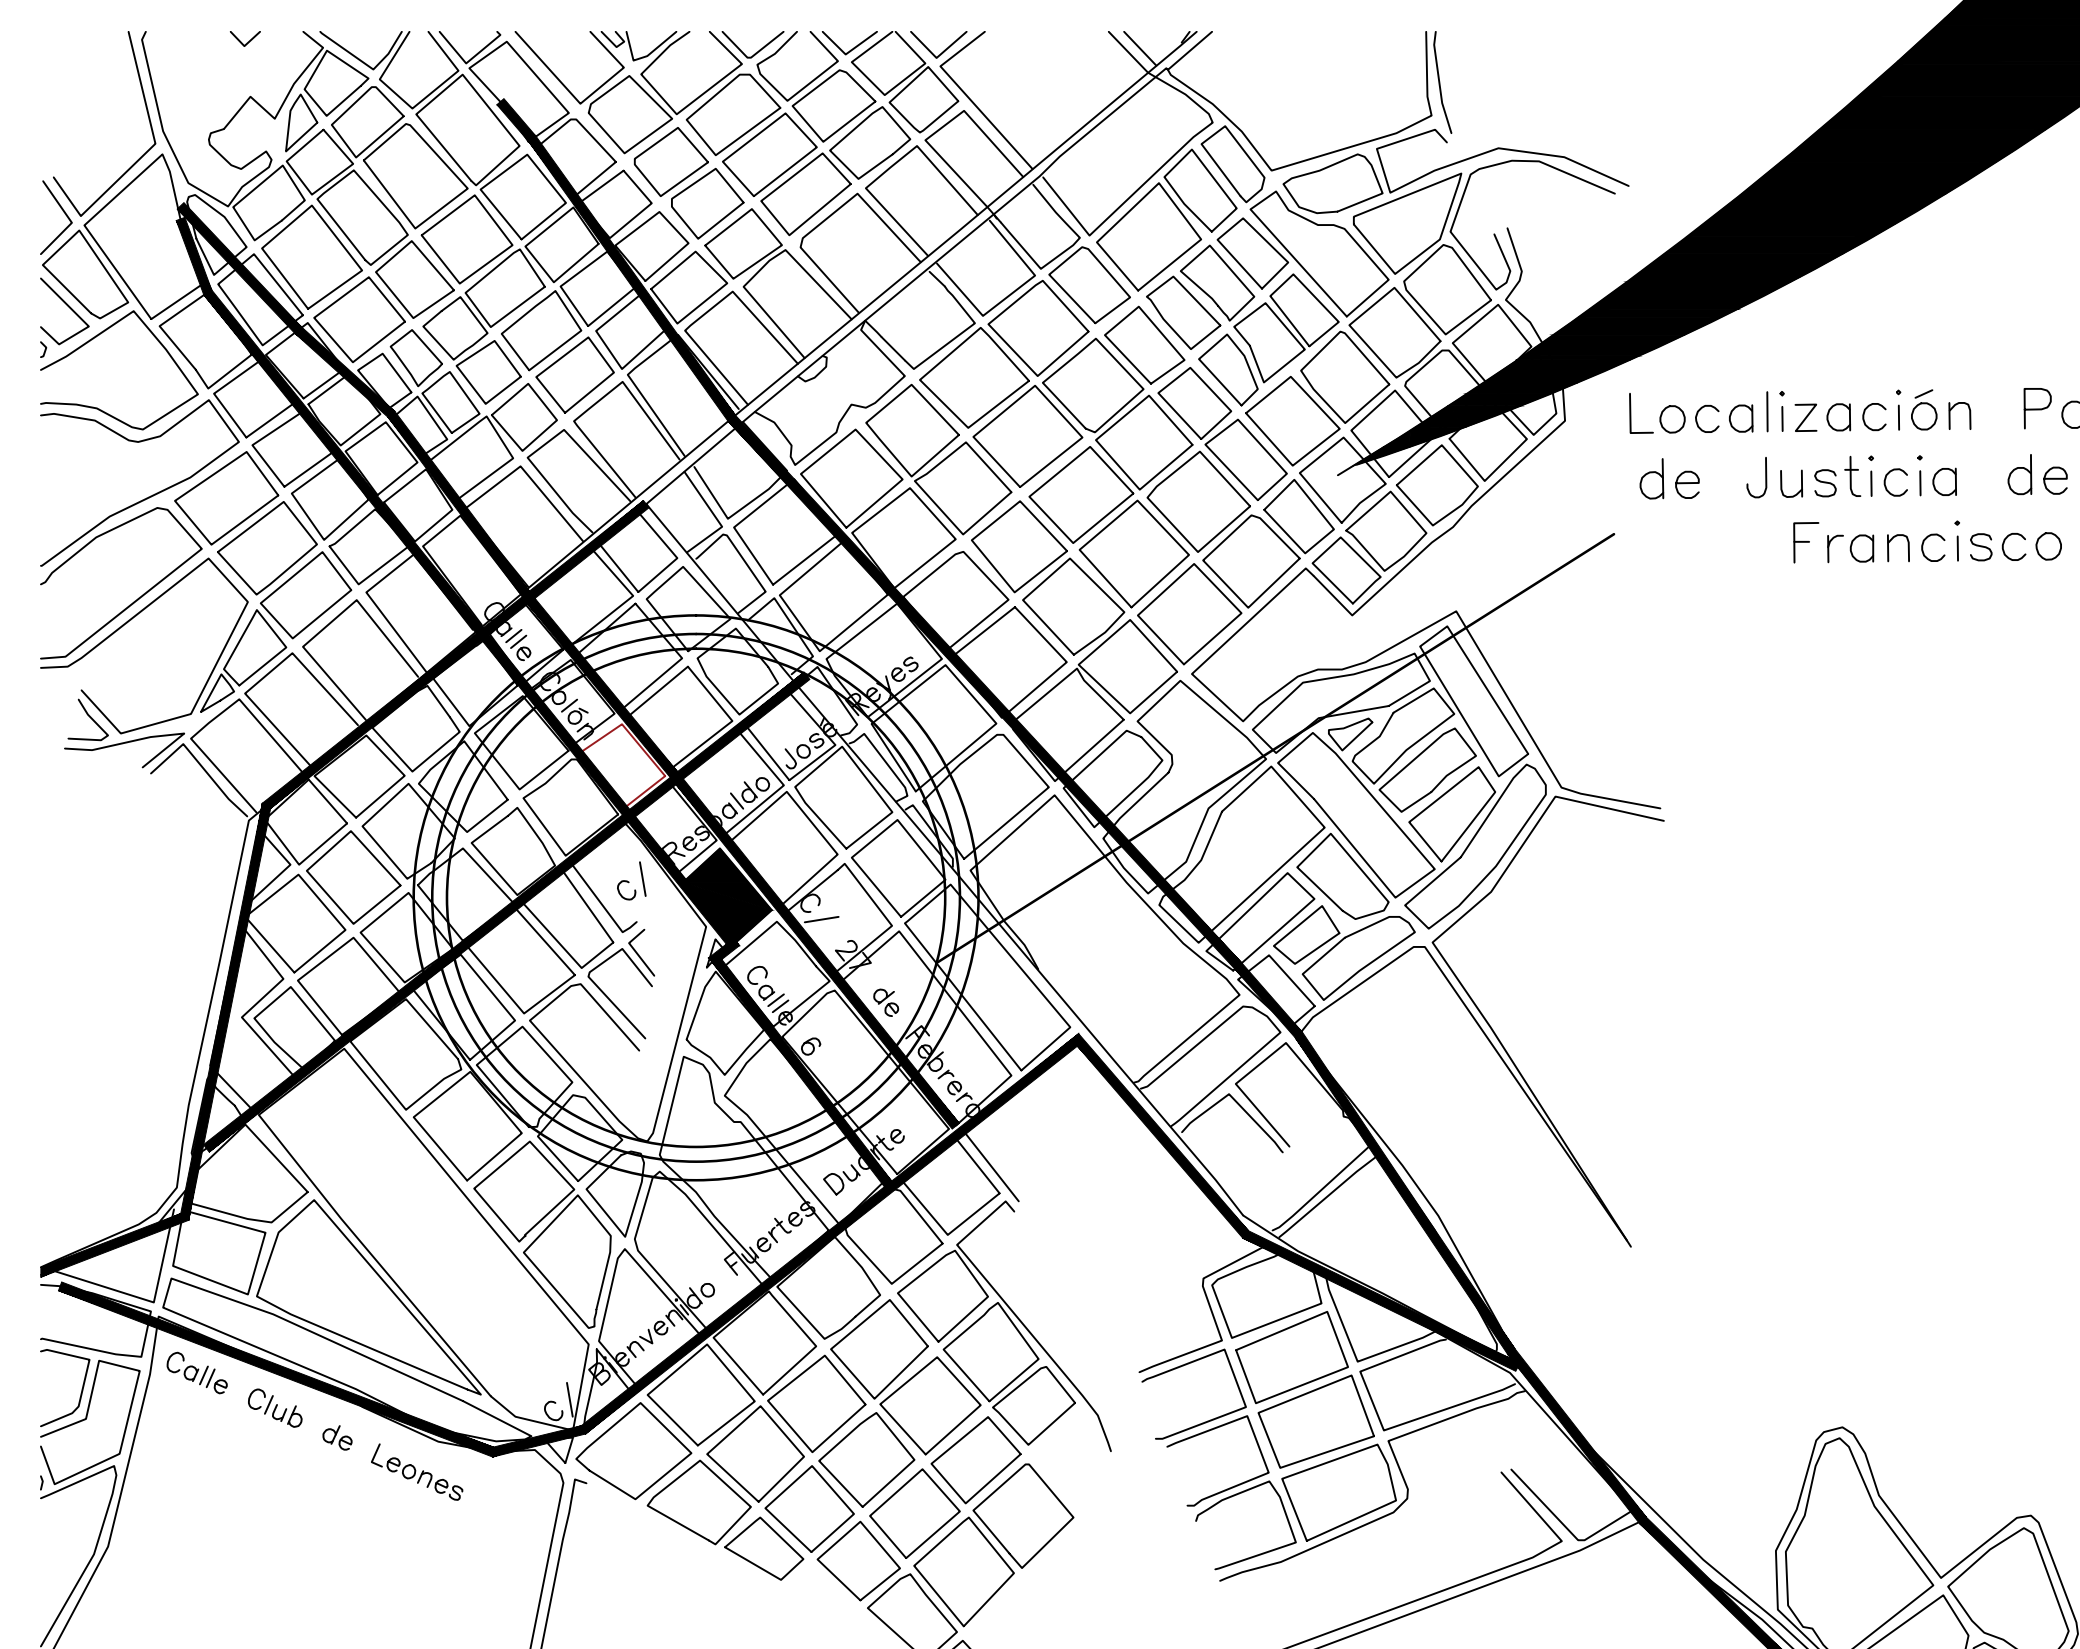 Localización
de Justicia de
Francisco
Calle Colón
C/ Respaldo José Reyes
C/ 27 de Febrero
Calle 6
C/ Bienvenido Fuertes Duarte
Calle Club de Leones